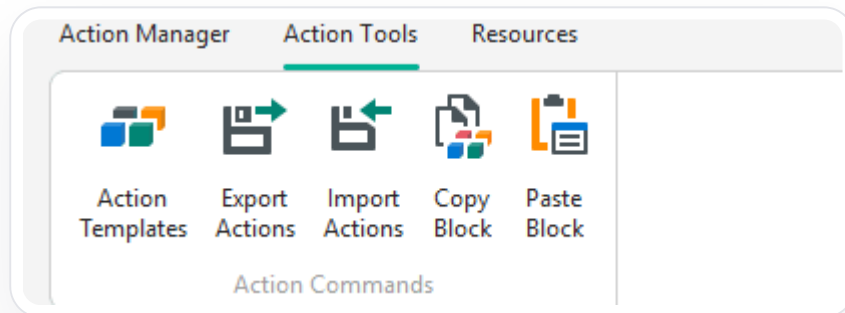 Action Manager Action Tools Resources
Action Templates
Export Actions
Import Actions
Copy Block
Paste Block
Action Commands